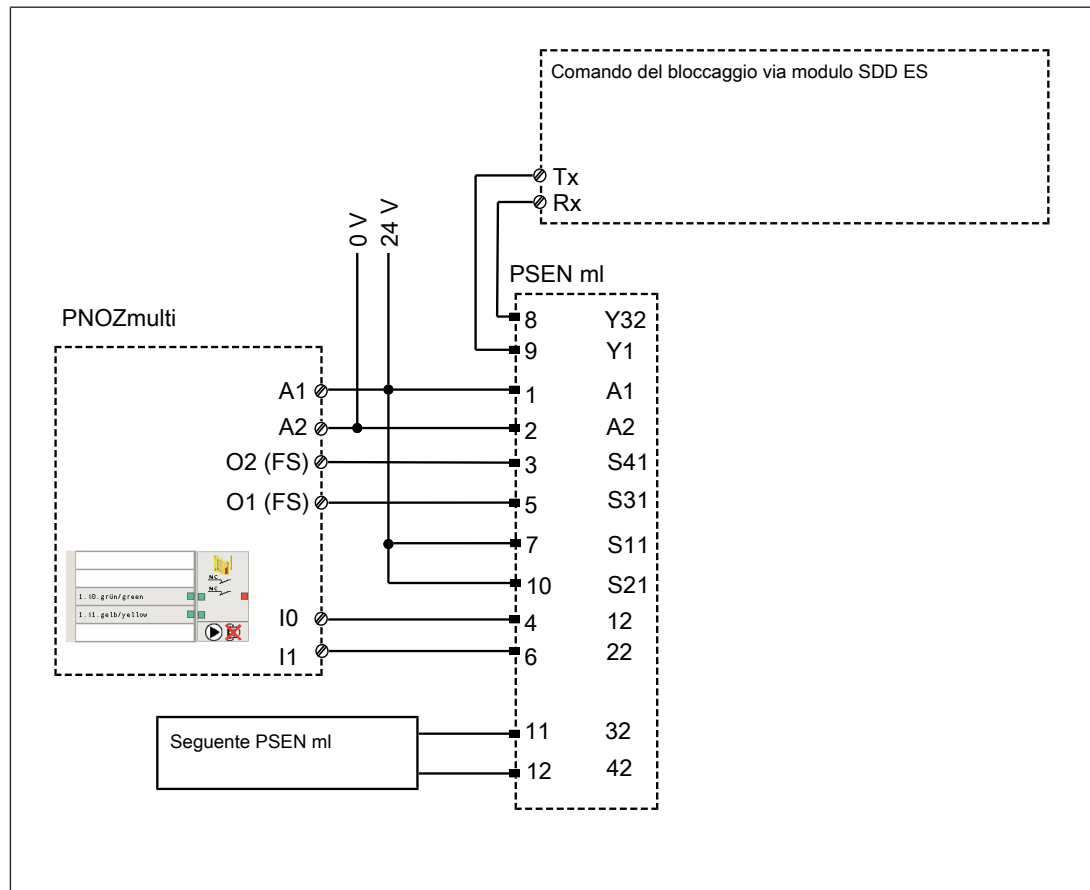 Comando del bloccaggio via modulo SDD ES
Tx
Rx
0 V
24 V
PSEN ml
PNOZmulti
8 Y32
9 Y1
A1 1 A1
A2 2 A2
O2 (FS) 3 S41
O1 (FS) 5 S31
7 S11
10 S21
N.C.
N.C.
1.i0.grün/green
1.i1.gelb/yellow
I0 4 12
I1 6 22
11 32
Seguente PSEN ml
12 42